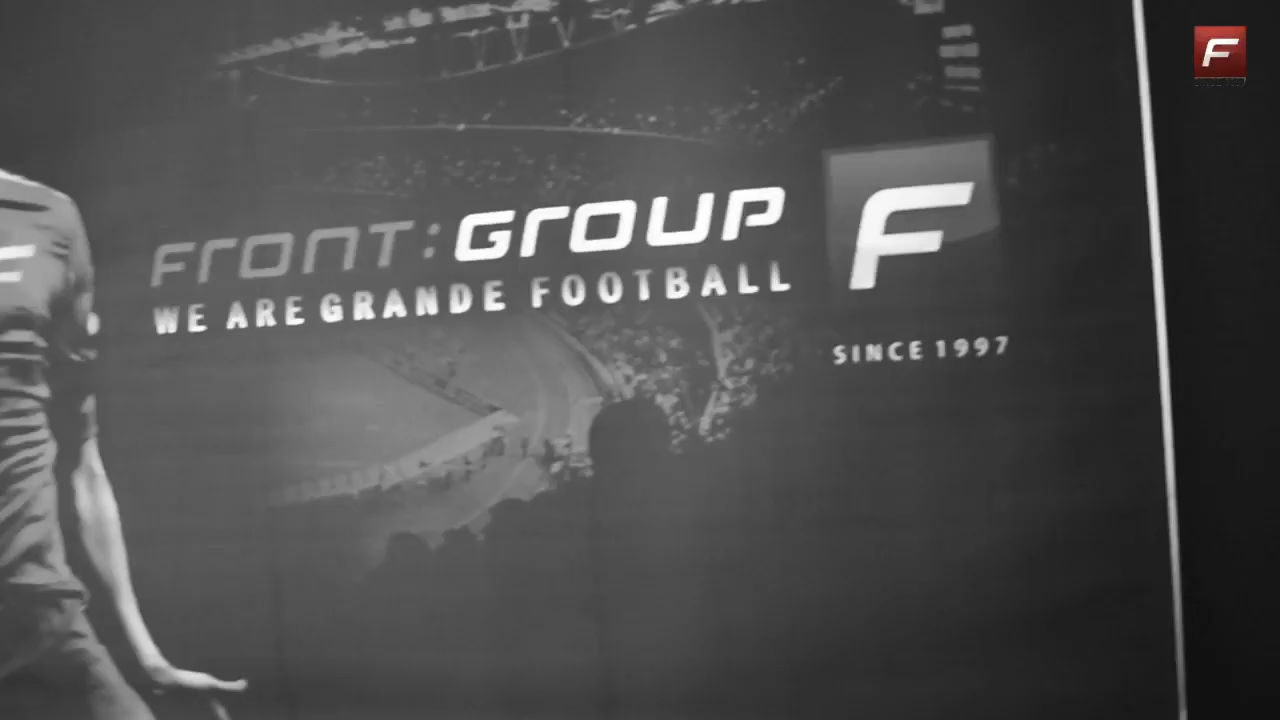 FRONT:GROUP
WE ARE GRANDE FOOTBALL
F
SINCE 1997
F
F